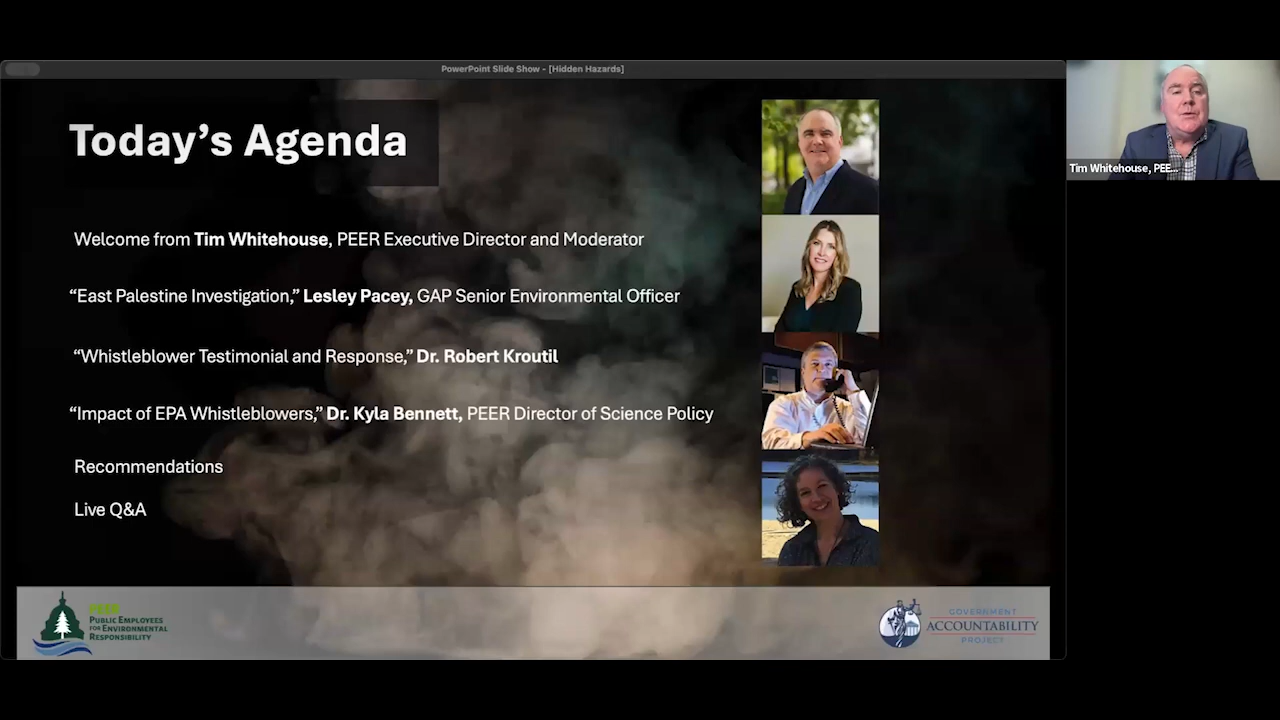 PowerPoint Slide Show - [Hidden Hazards]
Today’s Agenda
Welcome from Tim Whitehouse, PEER Executive Director and Moderator
“East Palestine Investigation,” Lesley Pacey, GAP Senior Environmental Officer
“Whistleblower Testimonial and Response,” Dr. Robert Kroutil
“Impact of EPA Whistleblowers,” Dr. Kyla Bennett, PEER Director of Science Policy
Recommendations
Live Q&A
Tim Whitehouse, PEE...
PEER
PUBLIC EMPLOYEES
FOR ENVIRONMENTAL
RESPONSIBILITY
GOVERNMENT
ACCOUNTABILITY
PROJECT